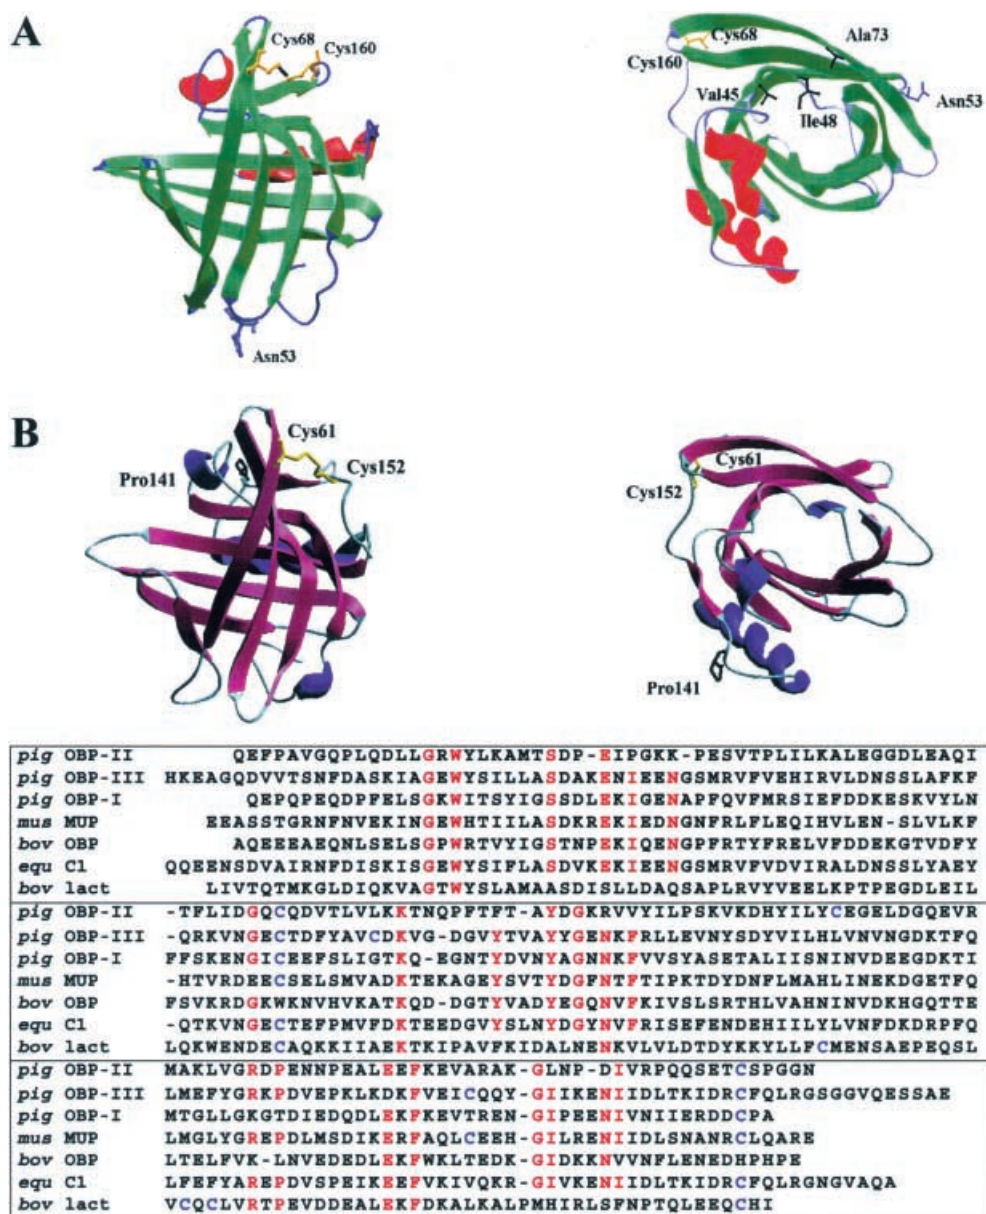 A
Cys68
Cys160
Asn53
Cys68
Ala73
Cys160
Val45
Asn53
Ile48
B
Cys61
Cys152
Pro141
Cys61
Cys152
Pro141
pig OBP-II QEFPAVGQPLQDLLGRWYLKAMTSDP-EIPGKK-PESVTPLILKALEGGDLEAQI
pig OBP-III HKEAGQDVVTSNFDASKIAGEWYSILLASDAKENIEENGSMRVFVEHIRVLDNSSLAFKF
pig OBP-I QEPQPEQDPFELSGKWITSYIGSSDLEKIGENAPFQVFMRSIEFDDKESKVYLN
mus MUP EEASSTGRNFNVEKINGEWHTIILASDKREKIEDNGNFRLFLEQIHVLEN-SLVLKF
bov OBP AQEEEAEQNLSELSGPWRTVYIGSTNPEKIQENGPFRTYFRELVFDDEKGTVDFY
equ Cl QQEENSDVAIRNFDISKISGEWYSIFLASDVKEKIEENGSMRVFVDVIRALDNSSLYAEY
bov lact LIVTQTMKGLDIQKVAGTWYSLAMAASDISLLDAQSAPLRVYVEELKPTPEGDLEIL
pig OBP-II -TFLIDGQCQDVTLVLKKTNQPFTFT-AYDGKRVVYILPSKVKDHYILYCEGELDGQEVR
pig OBP-III -QRKVNGECTDFYAVCDKVG-DGVYTVAYYGENKFRLLEVNYSDYVILHLVNVNGDKTFQ
pig OBP-I FFSKENGICEEFSLIGTKQ-EGNTYDVNYAGNNKFVVSYASETALIISNINVDEEGDKTI
mus MUP -HTVRDEECSELSMVADKTEKAGEYSVTYDGFNTFTIPKTDYDNFLMAHLINEKDGETFQ
bov OBP FSVKRDGKWKNVHVKATKQD-DGTYVADYEGQNVFKIVSLSRTHLVAHNINVDKHGQTTE
equ Cl -QTKVNGECTEFPMVFDKTEEDGVYSLNYDGYNVFRISEFENDEHIILYLVNFDKDRPFQ
bov lact LQKWENDECAQKKIIAEKTKIPAVFKIDALNENKVLVLDTDYKKYLLFCMENSAEPEQSL
pig OBP-II MAKLVGRDPENNPEALEEFKEVARAK-GLNP-DIVRPQQSETCSPGGN
pig OBP-III LMEFYGRKPDVEPKLKDKFVEICQQY-GIIKENIIDLTKIDRCFQLRGSGGVQESSAE
pig OBP-I MTGLLGKGTDIEDQDLEKFKEVTREN-GIPEENIVNIIERDDCPA
mus MUP LMGLYGREPDLMSDIKERFAQLCEEH-GILRENIIDLSNANRCLQARE
bov OBP LTELFVK-LNVEDEDLEKFWKLTEDK-GIDKKNVVNFLENEDHPHPE
equ Cl LFEFYAREPDVSPEIKEEFVKIVQKR-GIVKENIIDLTKIDRCFQLRGNGVAQA
bov lact VCQCLVRTPEVDDEALEKFDKALKALPMHIRLSFNPTQLEEQCHI